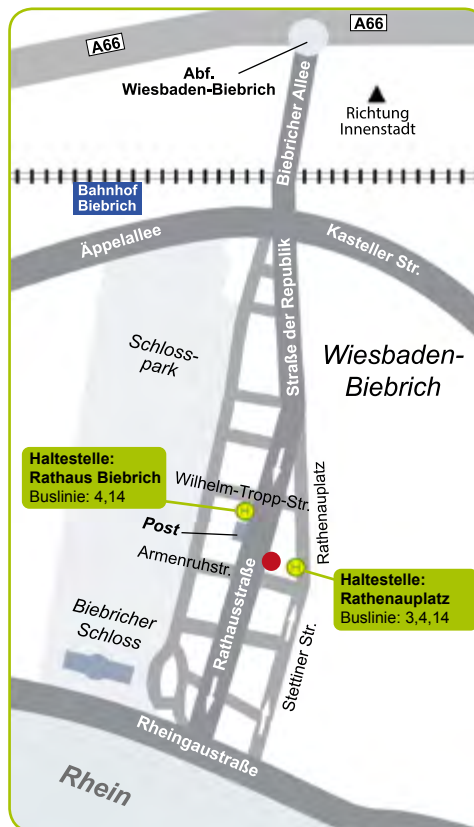 A66
A66
Abf.
Wiesbaden-Biebrich
Biebricher Allee
Richtung
Innenstadt
Bahnhof
Biebrich
Äppelallee
Kasteller Str.
Straße der Republik
Schloss-
park
Wiesbaden-
Biebrich
Haltestelle:
Rathaus Biebrich
Buslinie: 4,14
Wilhelm-Tropp-Str.
H
Post
Rathenauplatz
Armenruhstr.
H
Haltestelle:
Rathenauplatz
Buslinie: 3,4,14
Rathausstraße
Biebricher
Schloss
Stettiner Str.
Rheingaustraße
Rhein